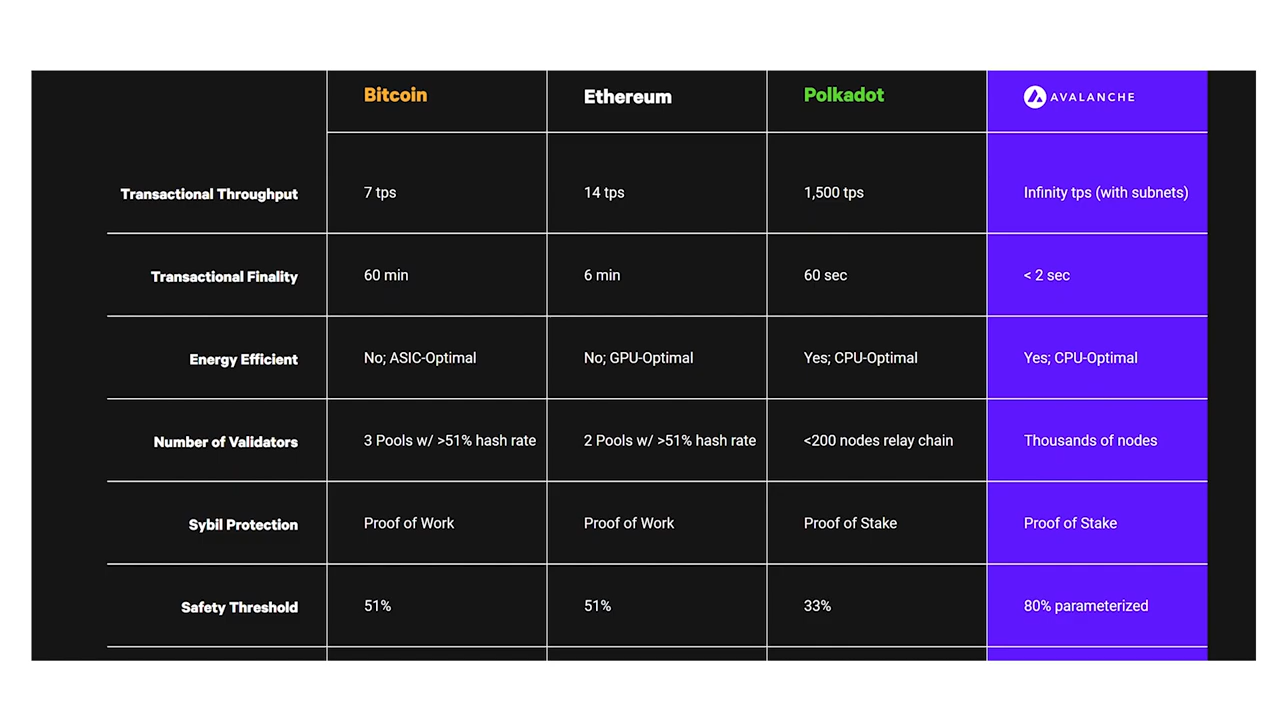 Bitcoin Ethereum Polkadot AVALANCHE
Transactional Throughput 7 tps 14 tps 1,500 tps Infinity tps (with subnets)
Transactional Finality 60 min 6 min 60 sec < 2 sec
Energy Efficient No; ASIC-Optimal No; GPU-Optimal Yes; CPU-Optimal Yes; CPU-Optimal
Number of Validators 3 Pools w/ >51% hash rate 2 Pools w/ >51% hash rate <200 nodes relay chain Thousands of nodes
Sybil Protection Proof of Work Proof of Work Proof of Stake Proof of Stake
Safety Threshold 51% 51% 33% 80% parameterized